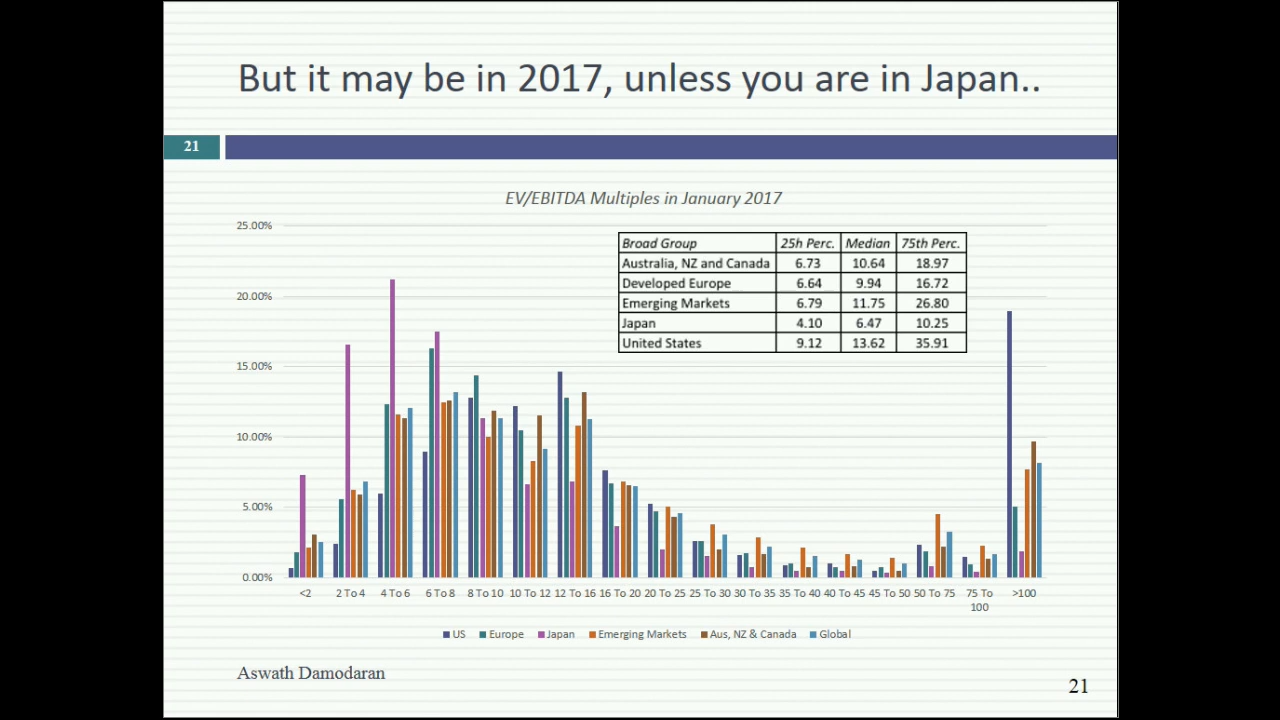 But it may be in 2017, unless you are in Japan..
21
EV/EBITDA Multiples in January 2017
25.00%
20.00%
15.00%
10.00%
5.00%
0.00%
Broad Group 25h Perc. Median 75th Perc.
Australia, NZ and Canada 6.73 10.64 18.97
Developed Europe 6.64 9.94 16.72
Emerging Markets 6.79 11.75 26.80
Japan 4.10 6.47 10.25
United States 9.12 13.62 35.91
<2 2 To 4 4 To 6 6 To 8 8 To 10 10 To 12 12 To 16 16 To 20 20 To 25 25 To 30 30 To 35 35 To 40 40 To 45 45 To 50 50 To 75 75 To >100
100
US Europe Japan Emerging Markets Aus, NZ & Canada Global
Aswath Damodaran
21